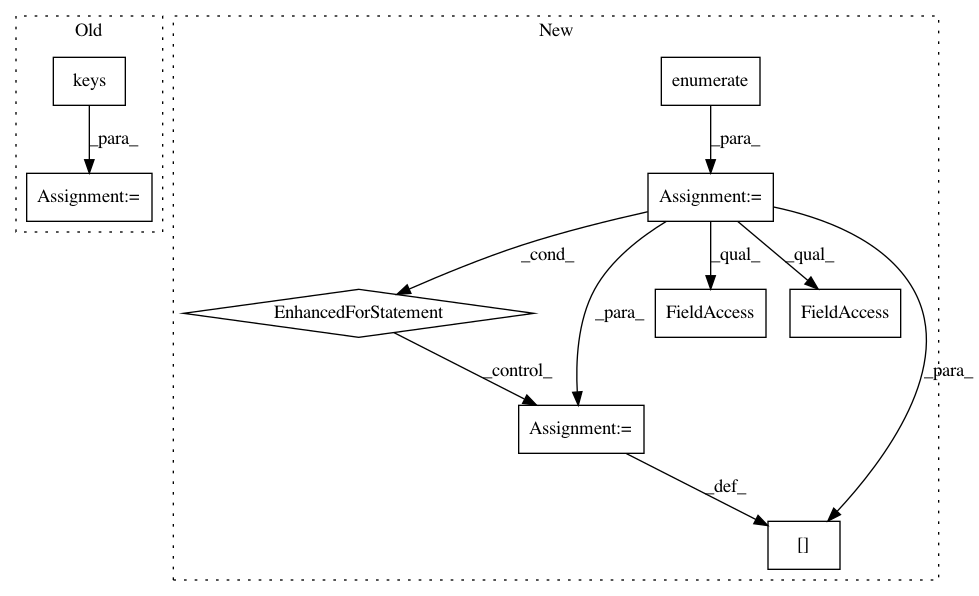 Old
New
keys
enumerate
_para_
_para_
Assignment:=
Assignment:=
_cond_
_qual_
_qual_
EnhancedForStatement
_para_
FieldAccess
FieldAccess
_control_
_para_
Assignment:=
_def_
[]